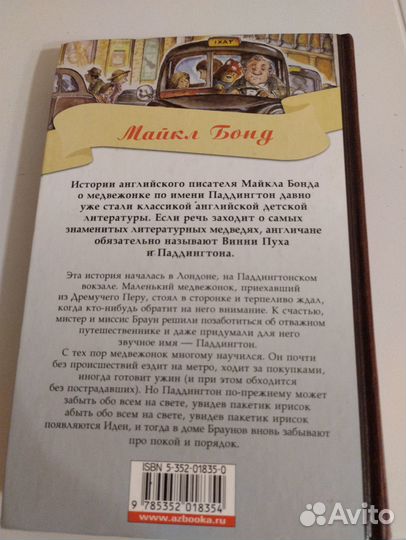 IXAT
Майкл Бонд
Истории английского писателя Майкла Бонда
о медвежонке по имени Паддингтон давно
уже стали классикой английской детской
литературы. Если речь заходит о самых
знаменитых литературных медведях, англичане
обязательно называют Винни Пуха
и Паддингтона.
Эта история началась в Лондоне, на Паддингтонском
вокзале. Маленький медвежонок, приехавший
из Дремучего Перу, стоял в сторонке и терпеливо ждал,
когда кто-нибудь обратит на него внимание. К счастью,
мистер и миссис Браун решили позаботиться об отважном
путешественнике и даже придумали для него
звучное имя — Паддингтон.
С тех пор медвежонок многому научился. Он почти
без происшествий ездит на метро, ходит за покупками,
иногда готовит ужин (и при этом обходится
без пострадавших). Но Паддингтон по-прежнему может
забыть обо всем на свете, увидев пакетик ирисок
абыть обо всем на свете, увидев пакетик ирисок
появляются Идеи, и тогда в доме Браунов вновь забывают
про покой и порядок.
ISBN 5-352-01835-0
9 785352 018354
www.azbooka.ru
Avito